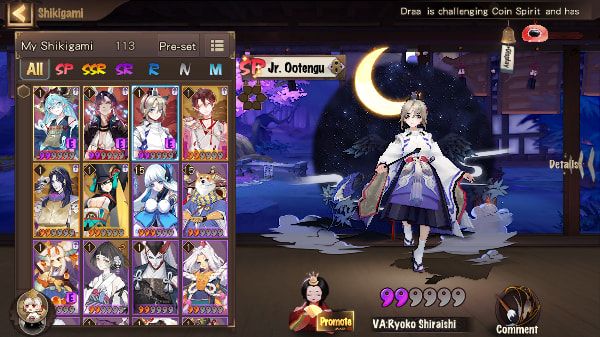 Shikigami
Draa is challenging Coin Spirit and has
My Shikigami 113 Pre-set
All SP SSR SR R N M
SP Jr. Ootengu
Details
Promote
VA:Ryoko Shiraishi
Comment